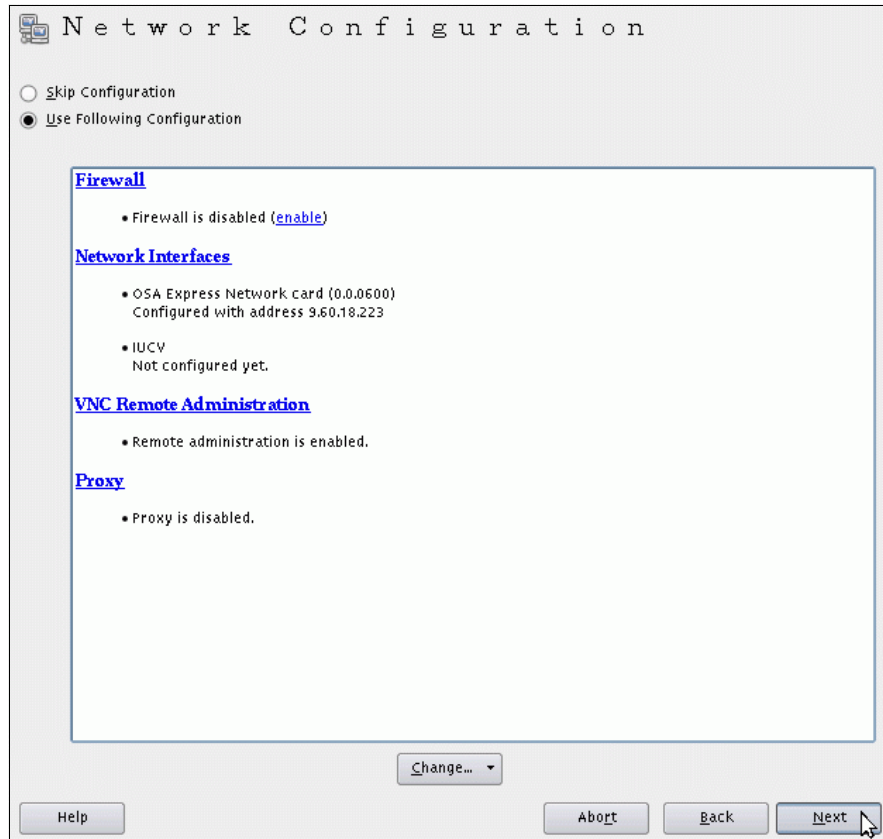 Network Configuration
Skip Configuration
Use Following Configuration
Firewall
• Firewall is disabled (enable)
Network Interfaces
• OSA Express Network card (0.0.0600)
Configured with address 9.60.18.223
• IUCV
Not configured yet.
VNC Remote Administration
• Remote administration is enabled.
Proxy
• Proxy is disabled.
Change...
Help
Abort
Back
Next